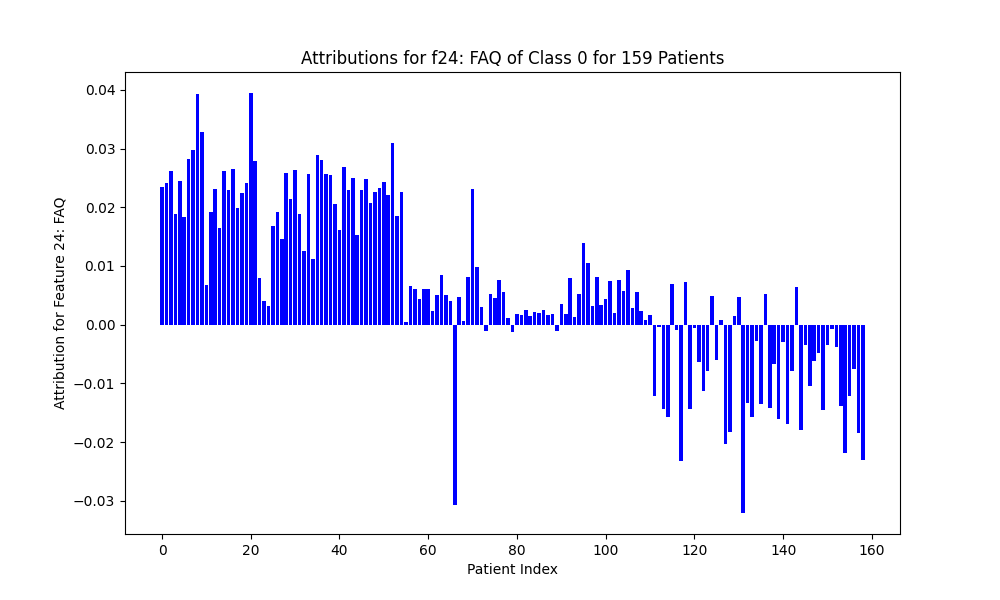 Attributions for f24: FAQ of Class 0 for 159 Patients
Attribution for Feature 24: FAQ
0.04
0.03
0.02
0.01
0.00
−0.01
−0.02
−0.03
0 20 40 60 80 100 120 140 160
Patient Index